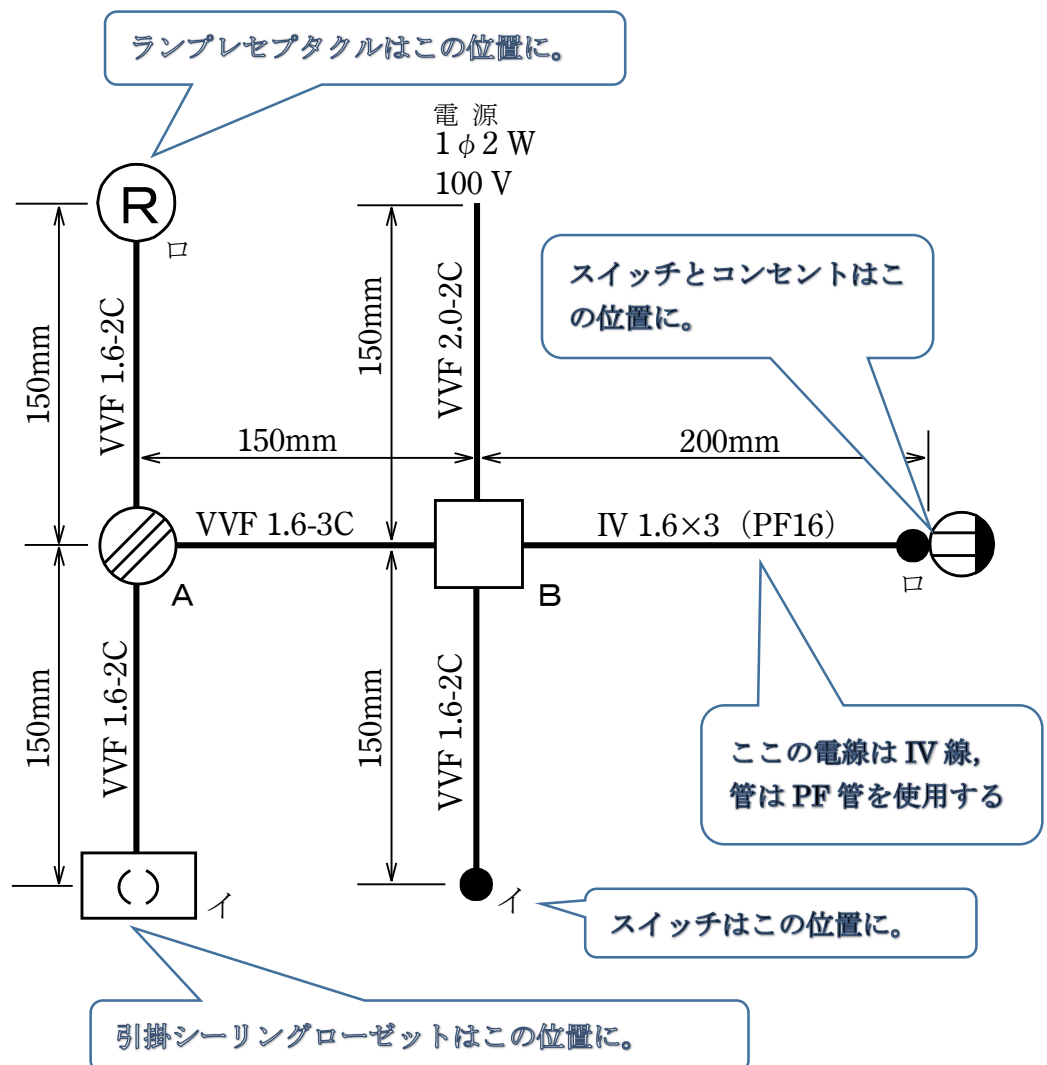 ランプレセプタクルはこの位置に。
電 源
1φ2 W
100 V
R
ロ
VVF 1.6-2C
150mm
VVF 2.0-2C
150mm
スイッチとコンセントはこ
の位置に。
150mm
200mm
VVF 1.6-3C
IV 1.6×3（PF16）
A
B
ロ
VVF 1.6-2C
150mm
VVF 1.6-2C
150mm
ここの電線は IV 線,
管は PF 管を使用する
( )
イ
イ
スイッチはこの位置に。
引掛シーリングローゼットはこの位置に。